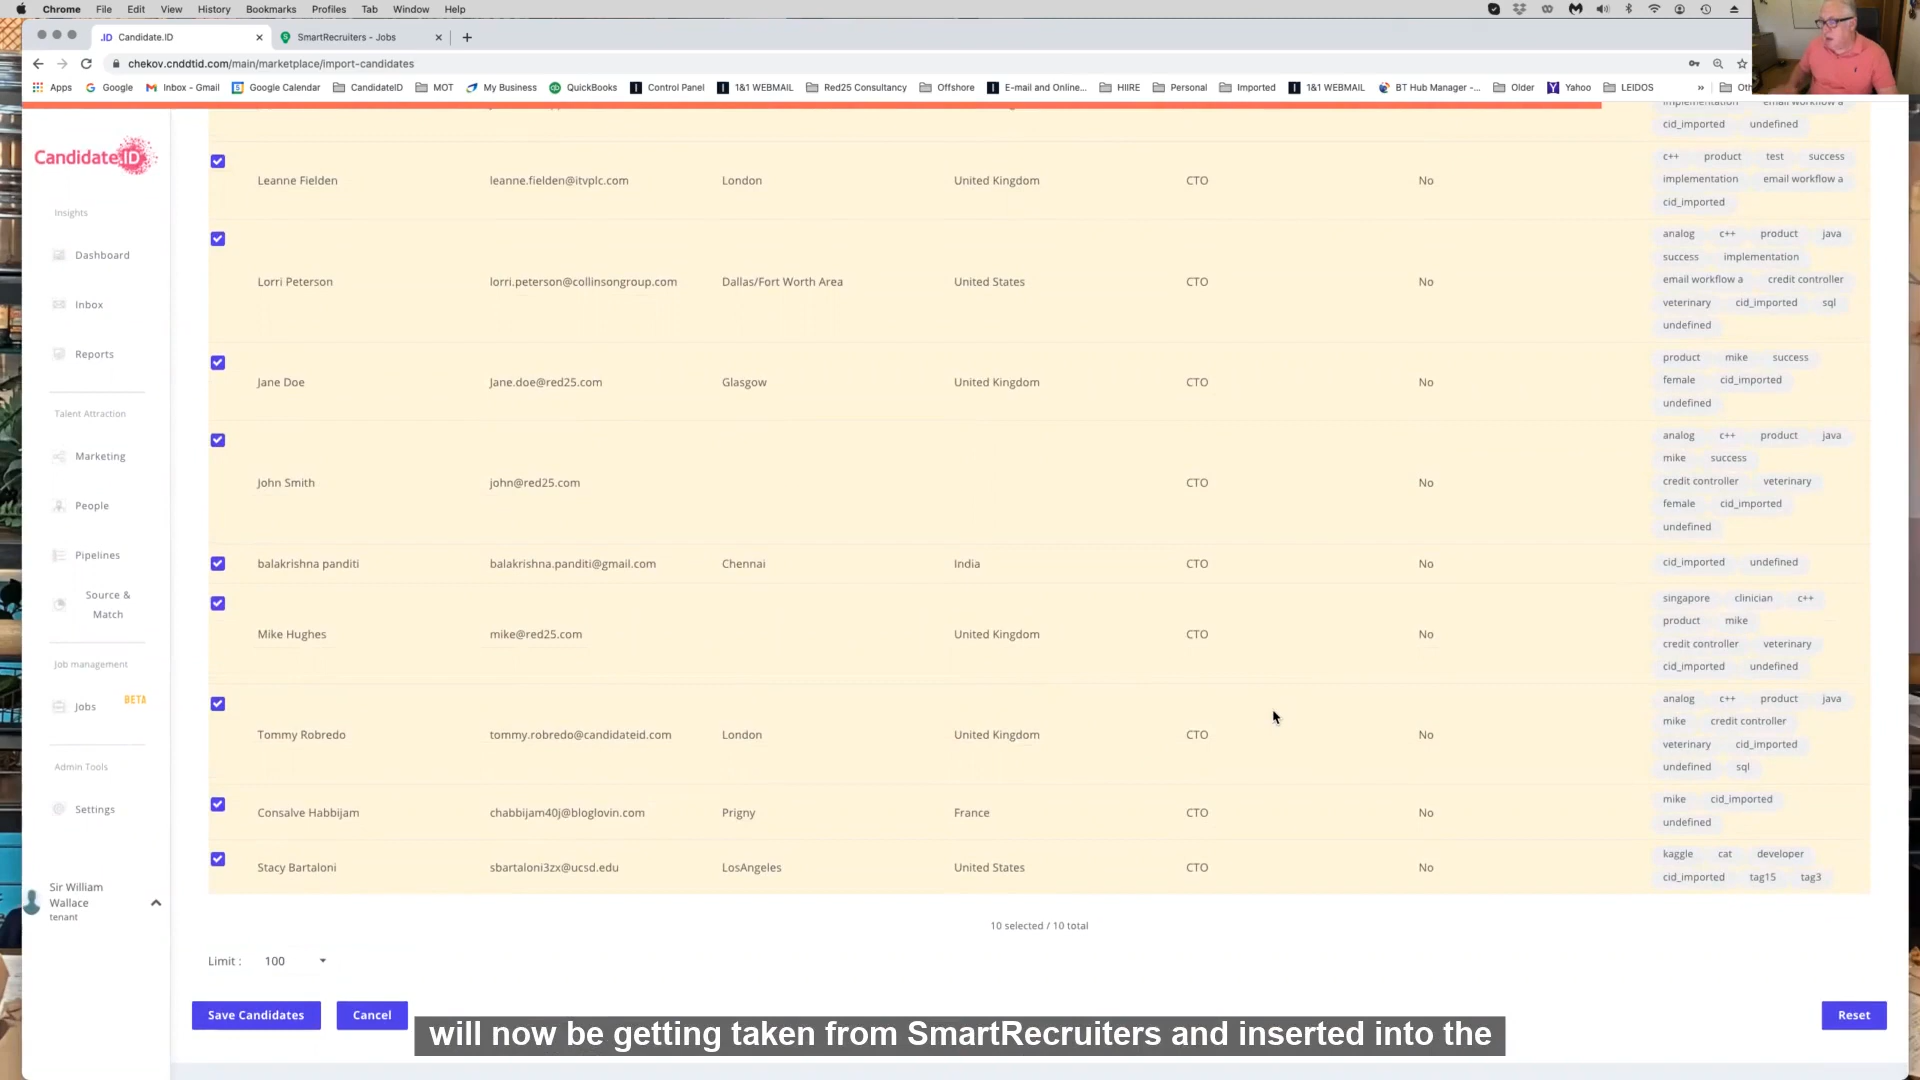 Chrome File Edit View History Bookmarks Profiles Tab Window Help
.ID Candidate.ID
SmartRecruiters - Jobs
chekov.cnddtid.com/main/marketplace/import-candidates
Apps Google Inbox - Gmail Google Calendar CandidateID MOT My Business QuickBooks Control Panel 1&1 WEBMAIL Red25 Consultancy Offshore E-mail and Online... HIIRE Personal Imported 1&1 WEBMAIL BT Hub Manager -... Older Yahoo LEIDOS » Oth
Candidate.ID
Insights
Dashboard
Inbox
Reports
Talent Attraction
Marketing
People
Pipelines
Source &
Match
Job management
Jobs BETA
Admin Tools
Settings
Sir William
Wallace
tenant
implementation email workflow a
cid_imported undefined
Leanne Fielden leanne.fielden@itvplc.com London United Kingdom CTO No
c++ product test success
implementation email workflow a
cid_imported
Lorri Peterson lorri.peterson@collinsongroup.com Dallas/Fort Worth Area United States CTO No
analog c++ product java
success implementation
email workflow a credit controller
veterinary cid_imported sql
undefined
Jane Doe Jane.doe@red25.com Glasgow United Kingdom CTO No
product mike success
female cid_imported
undefined
John Smith john@red25.com CTO No
analog c++ product java
mike success
credit controller veterinary
female cid_imported
undefined
balakrishna panditi balakrishna.panditi@gmail.com Chennai India CTO No
cid_imported undefined
Mike Hughes mike@red25.com United Kingdom CTO No
singapore clinician c++
product mike
credit controller veterinary
cid_imported undefined
Tommy Robredo tommy.robredo@candidateid.com London United Kingdom CTO No
analog c++ product java
mike credit controller
veterinary cid_imported
undefined sql
Consalve Habbijam chabbijam40j@bloglovin.com Prigny France CTO No
mike cid_imported
undefined
Stacy Bartaloni sbartaloni3zx@ucsd.edu LosAngeles United States CTO No
kaggle cat developer
cid_imported tag15 tag3
10 selected / 10 total
Limit : 100
Save Candidates Cancel Reset
will now be getting taken from SmartRecruiters and inserted into the